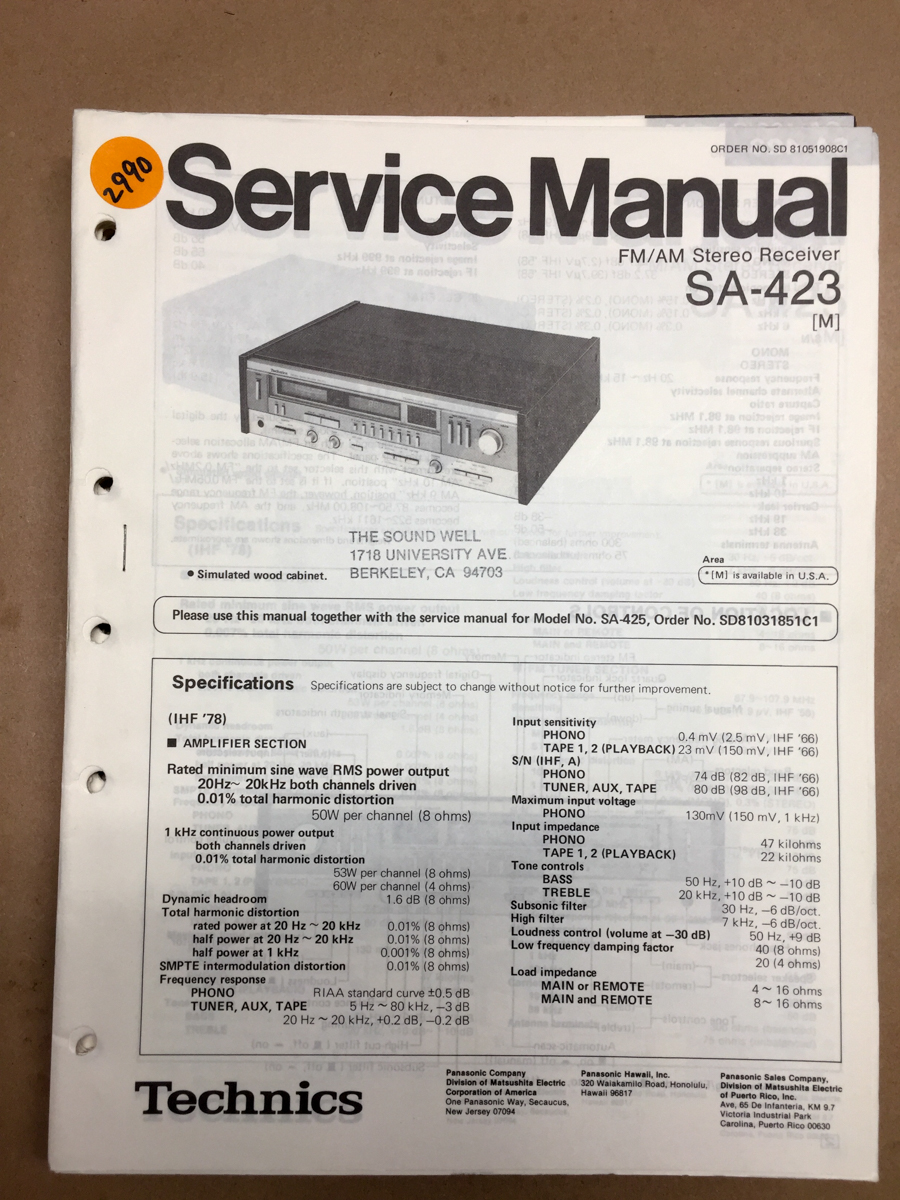 2990
ORDER NO. SD 81051908C1
Service Manual
FM/AM Stereo Receiver
SA-423
[M]
Technics
THE SOUND WELL
1718 UNIVERSITY AVE
BERKELEY, CA 94703
● Simulated wood cabinet.
Area
*[M] is available in U.S.A.
Please use this manual together with the service manual for Model No. SA-425, Order No. SD81031851C1
Specifications Specifications are subject to change without notice for further improvement.
(IHF '78)
■ AMPLIFIER SECTION
Rated minimum sine wave RMS power output
20Hz~ 20kHz both channels driven
0.01% total harmonic distortion
50W per channel (8 ohms)
1 kHz continuous power output
both channels driven
0.01% total harmonic distortion
53W per channel (8 ohms)
60W per channel (4 ohms)
Dynamic headroom 1.6 dB (8 ohms)
Total harmonic distortion
rated power at 20 Hz ~ 20 kHz 0.01% (8 ohms)
half power at 20 Hz ~ 20 kHz 0.01% (8 ohms)
half power at 1 kHz 0.001% (8 ohms)
SMPTE intermodulation distortion 0.01% (8 ohms)
Frequency response
PHONO RIAA standard curve ±0.5 dB
TUNER, AUX, TAPE 5 Hz ~ 80 kHz, −3 dB
20 Hz ~ 20 kHz, +0.2 dB, −0.2 dB
Input sensitivity
PHONO 0.4 mV (2.5 mV, IHF '66)
TAPE 1, 2 (PLAYBACK) 23 mV (150 mV, IHF '66)
S/N (IHF, A)
PHONO 74 dB (82 dB, IHF '66)
TUNER, AUX, TAPE 80 dB (98 dB, IHF '66)
Maximum input voltage
PHONO 130mV (150 mV, 1 kHz)
Input impedance
PHONO 47 kilohms
TAPE 1, 2 (PLAYBACK) 22 kilohms
Tone controls
BASS 50 Hz, +10 dB ~ −10 dB
TREBLE 20 kHz, +10 dB ~ −10 dB
Subsonic filter 30 Hz, −6 dB/oct.
High filter 7 kHz, −6 dB/oct.
Loudness control (volume at −30 dB) 50 Hz, +9 dB
Low frequency damping factor 40 (8 ohms)
20 (4 ohms)
Load impedance
MAIN or REMOTE 4 ~ 16 ohms
MAIN and REMOTE 8~ 16 ohms
Technics
Panasonic Company
Division of Matsushita Electric
Corporation of America
One Panasonic Way, Secaucus,
New Jersey 07094
Panasonic Hawaii, Inc.
320 Waiakamilo Road, Honolulu,
Hawaii 96817
Panasonic Sales Company,
Division of Matsushita Electric
of Puerto Rico, Inc.
Ave, 65 De Infanteria, KM 9.7
Victoria Industrial Park
Carolina, Puerto Rico 00630